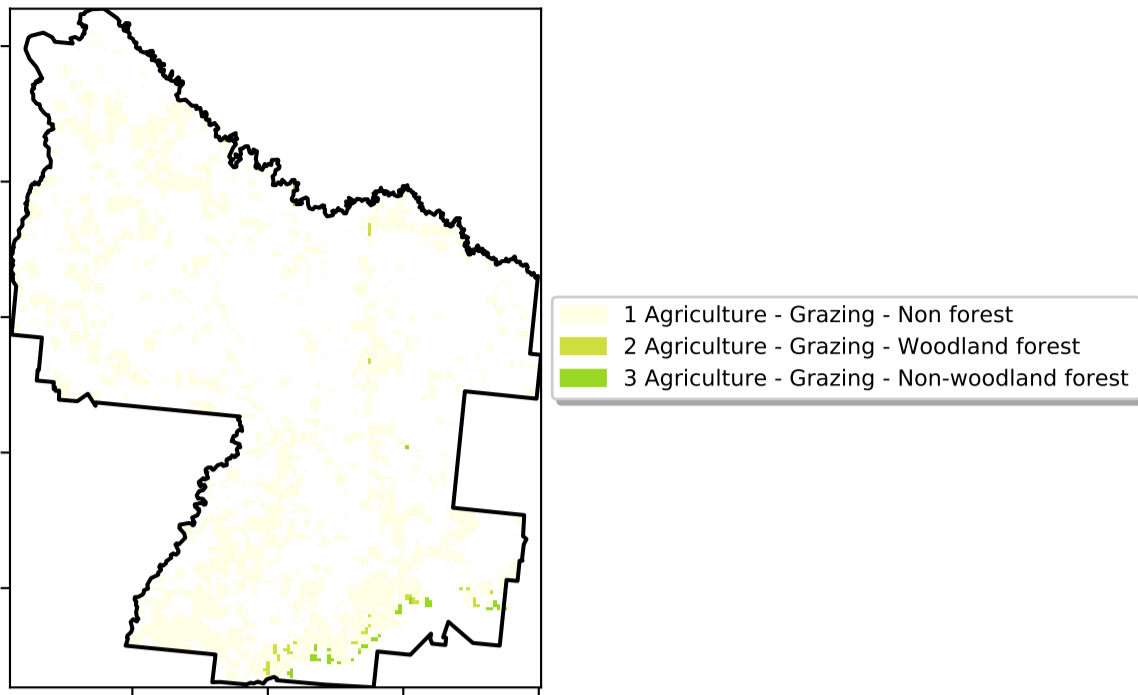 1 Agriculture - Grazing - Non forest
2 Agriculture - Grazing - Woodland forest
3 Agriculture - Grazing - Non-woodland forest